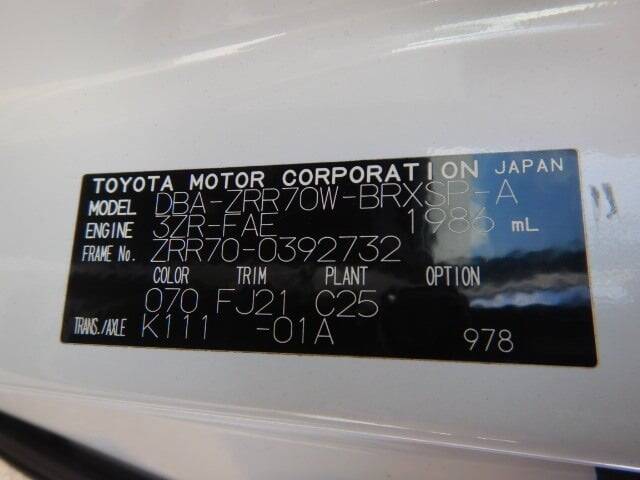 TOYOTA MOTOR CORPORATION JAPAN
MODEL DBA-ZRR70W-BRXSP-A
ENGINE 3ZR-FAE 1986 mL
FRAME No. ZRR70-0392732
COLOR TRIM PLANT OPTION
070 FJ21 C25
TRANS./AXLE K111 -01A 978